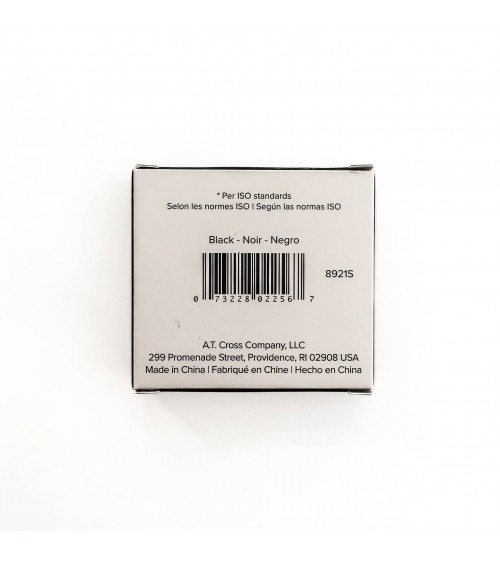 * Per ISO standards
Selon les normes ISO | Según las normas ISO
Black - Noir - Negro
8921S
0 73228 02256 7
A.T. Cross Company, LLC
299 Promenade Street, Providence, RI 02908 USA
Made in China | Fabriqué en Chine | Hecho en China